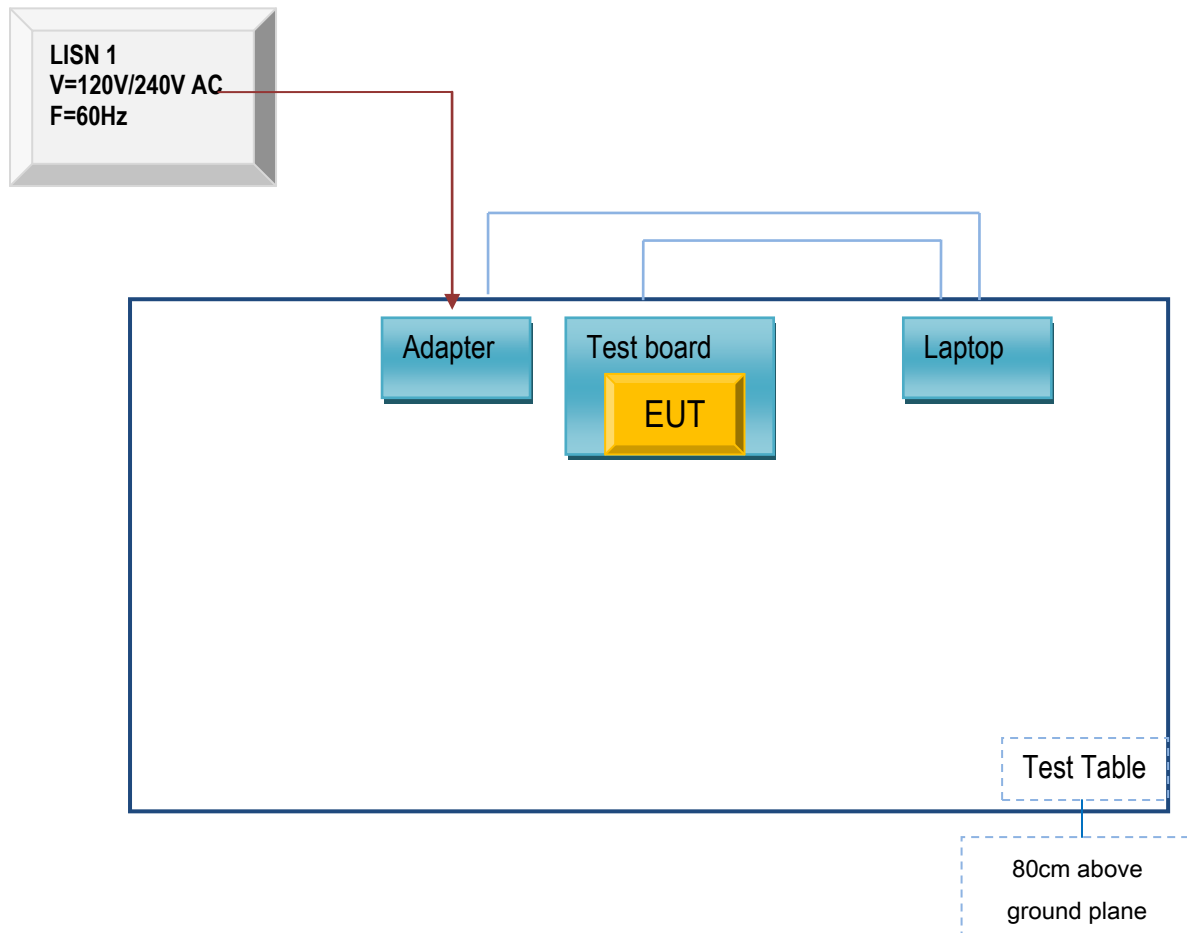 LISN 1
V=120V/240V AC
F=60Hz
Adapter
Test board
EUT
Laptop
Test Table
80cm above
ground plane